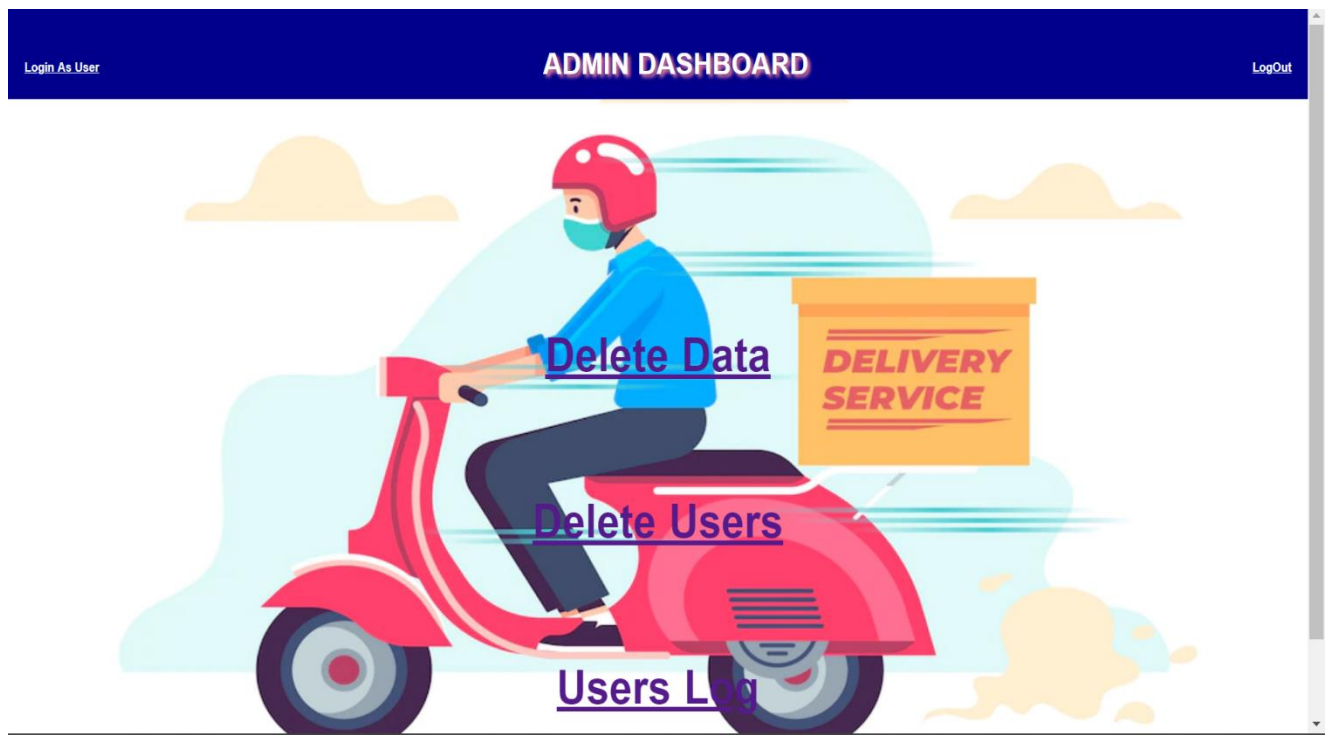 Login As User
ADMIN DASHBOARD
LogOut
Delete Data
DELIVERY
SERVICE
Delete Users
Users Log